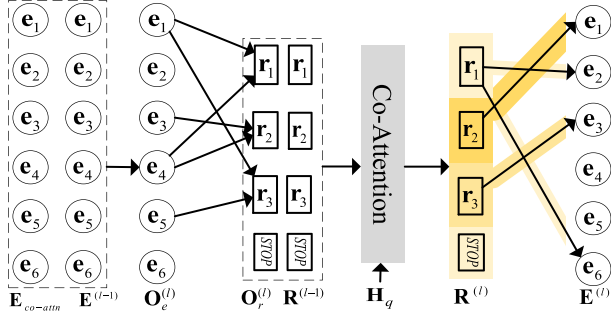 e1 e1 e1 e1
r1 r1 r1
e2 e2 e2 e2
e3 e3 e3 r2 r2 Co-Attention r2 e3
e4 e4 e4 e4
r3 r3 r3
e5 e5 e5 e5
e6 e6 e6 STOP STOP STOP e6
E_{co-attn} E^{(l-1)} O_e^{(l)} O_r^{(l)} R^{(l-1)} H_q R^{(l)} E^{(l)}